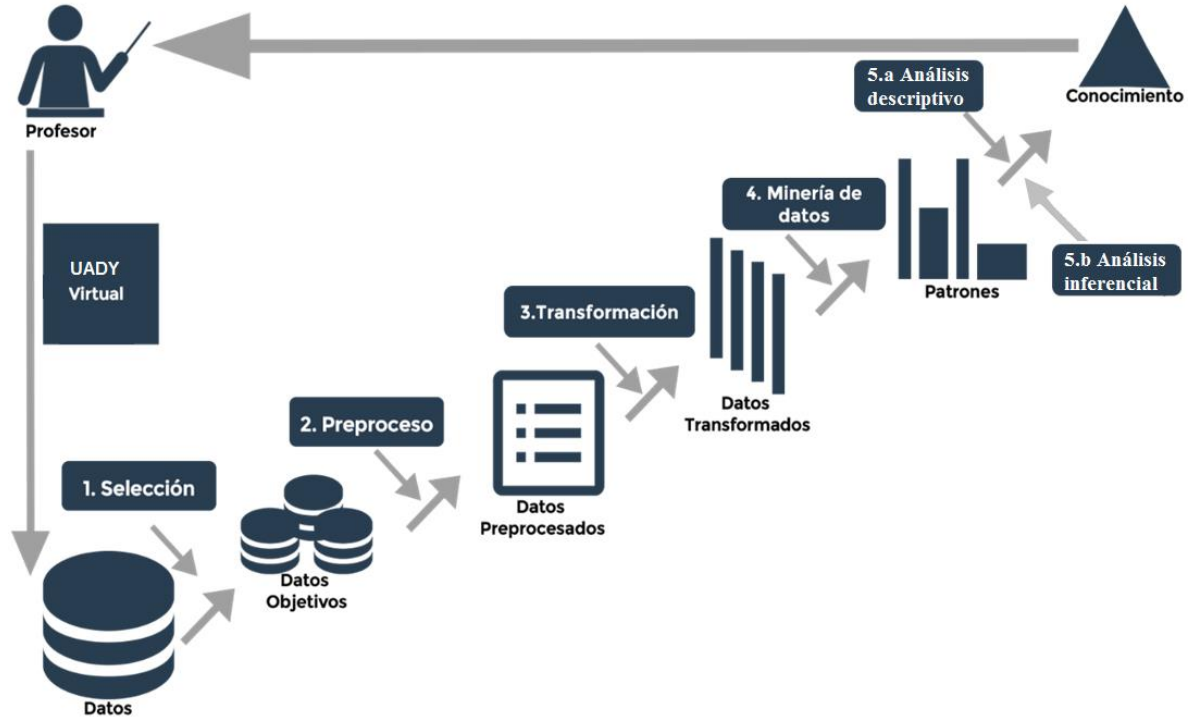 Profesor
Conocimiento
5.a Análisis
descriptivo
4. Minería de
datos
UADY
Virtual
5.b Análisis
inferencial
Patrones
3.Transformación
Datos
Transformados
2. Preproceso
1. Selección
Datos
Preprocesados
Datos
Objetivos
Datos